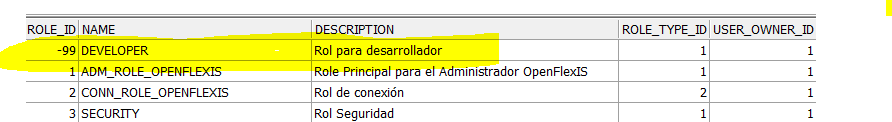 ROLE_ID NAME DESCRIPTION ROLE_TYPE_ID USER_OWNER_ID
-99 DEVELOPER Rol para desarrollador 1 1
1 ADM_ROLE_OPENFLEXIS Role Principal para el Administrador OpenFlexIS 1 1
2 CONN_ROLE_OPENFLEXIS Rol de conexión 2 1
3 SECURITY Rol Seguridad 1 1